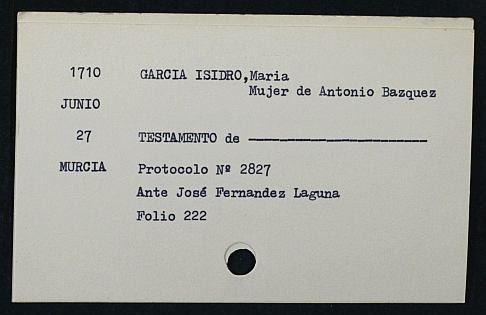 1710 GARCIA ISIDRO,Maria
Mujer de Antonio Bazquez
JUNIO
27 TESTAMENTO de ————————————
MURCIA Protocolo Nº 2827
Ante José Fernandez Laguna
Folio 222